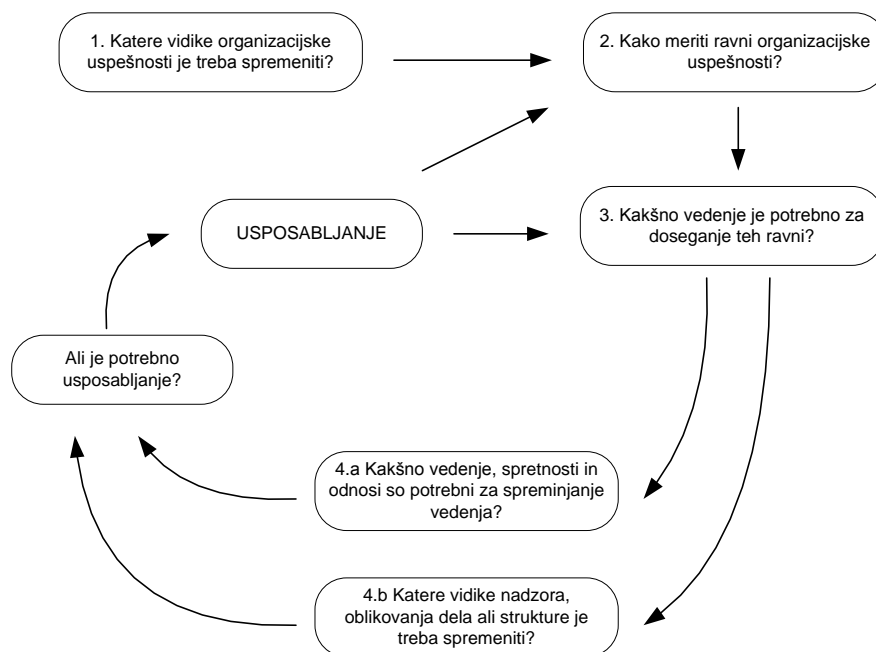 1. Katere vidike organizacijske
uspešnosti je treba spremeniti?
2. Kako meriti ravni organizacijske
uspešnosti?
USPOSABLJANJE
3. Kakšno vedenje je potrebno za
doseganje teh ravni?
Ali je potrebno
usposabljanje?
4.a Kakšno vedenje, spretnosti in
odnosi so potrebni za spreminjanje
vedenja?
4.b Katere vidike nadzora,
oblikovanja dela ali strukture je
treba spremeniti?